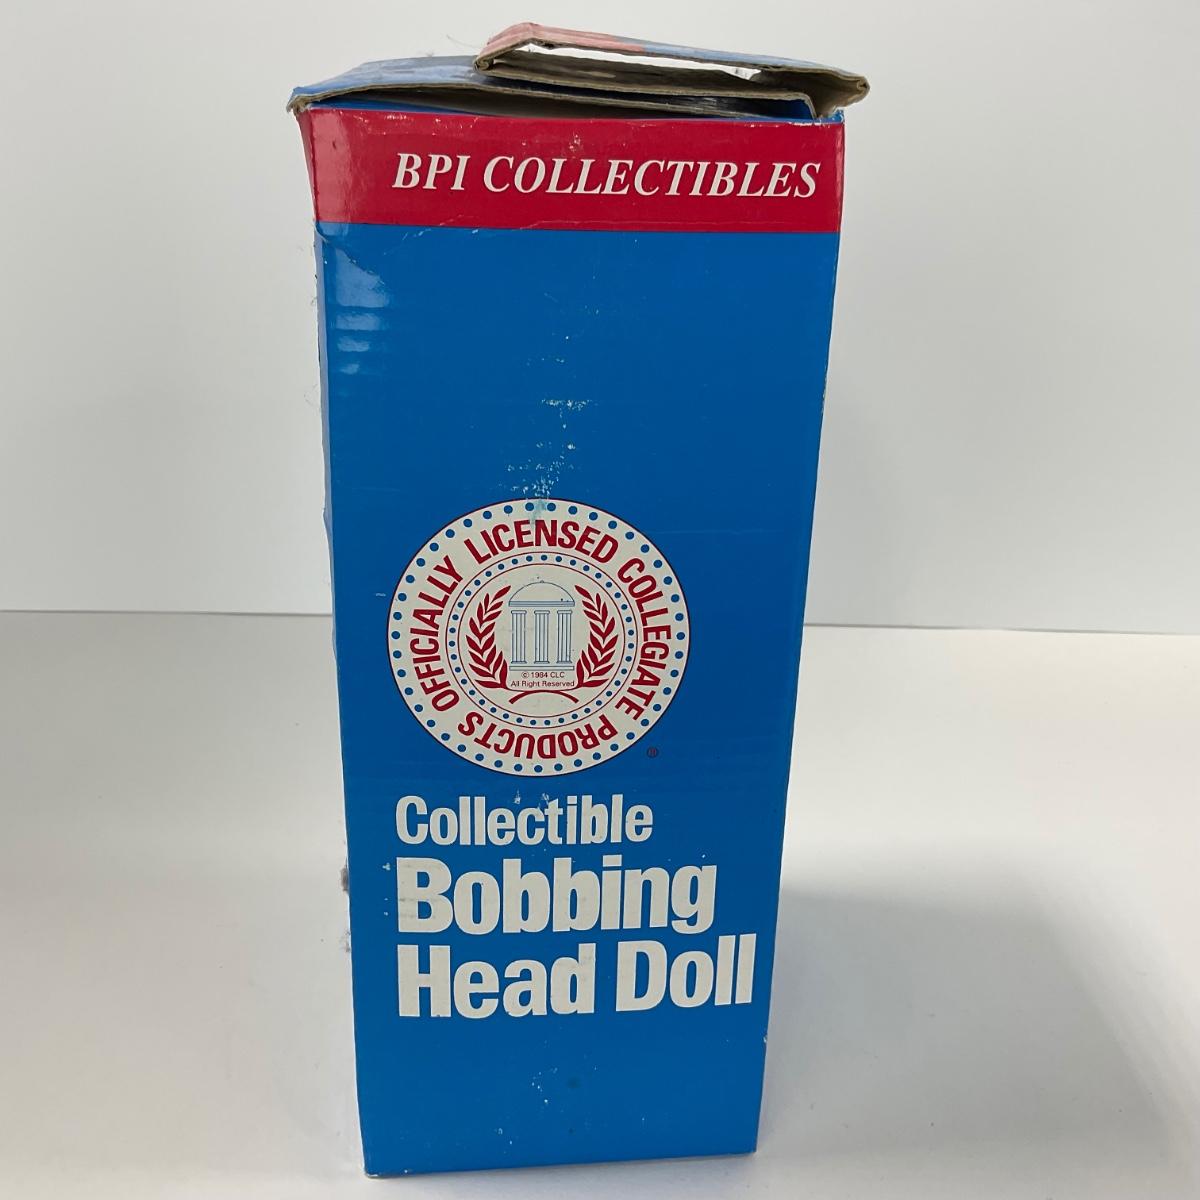 BPI COLLECTIBLES
OFFICIALLY LICENSED COLLEGIATE PRODUCTS
© 1984 CLC
All Right Reserved
®
Collectible
Bobbing
Head Doll